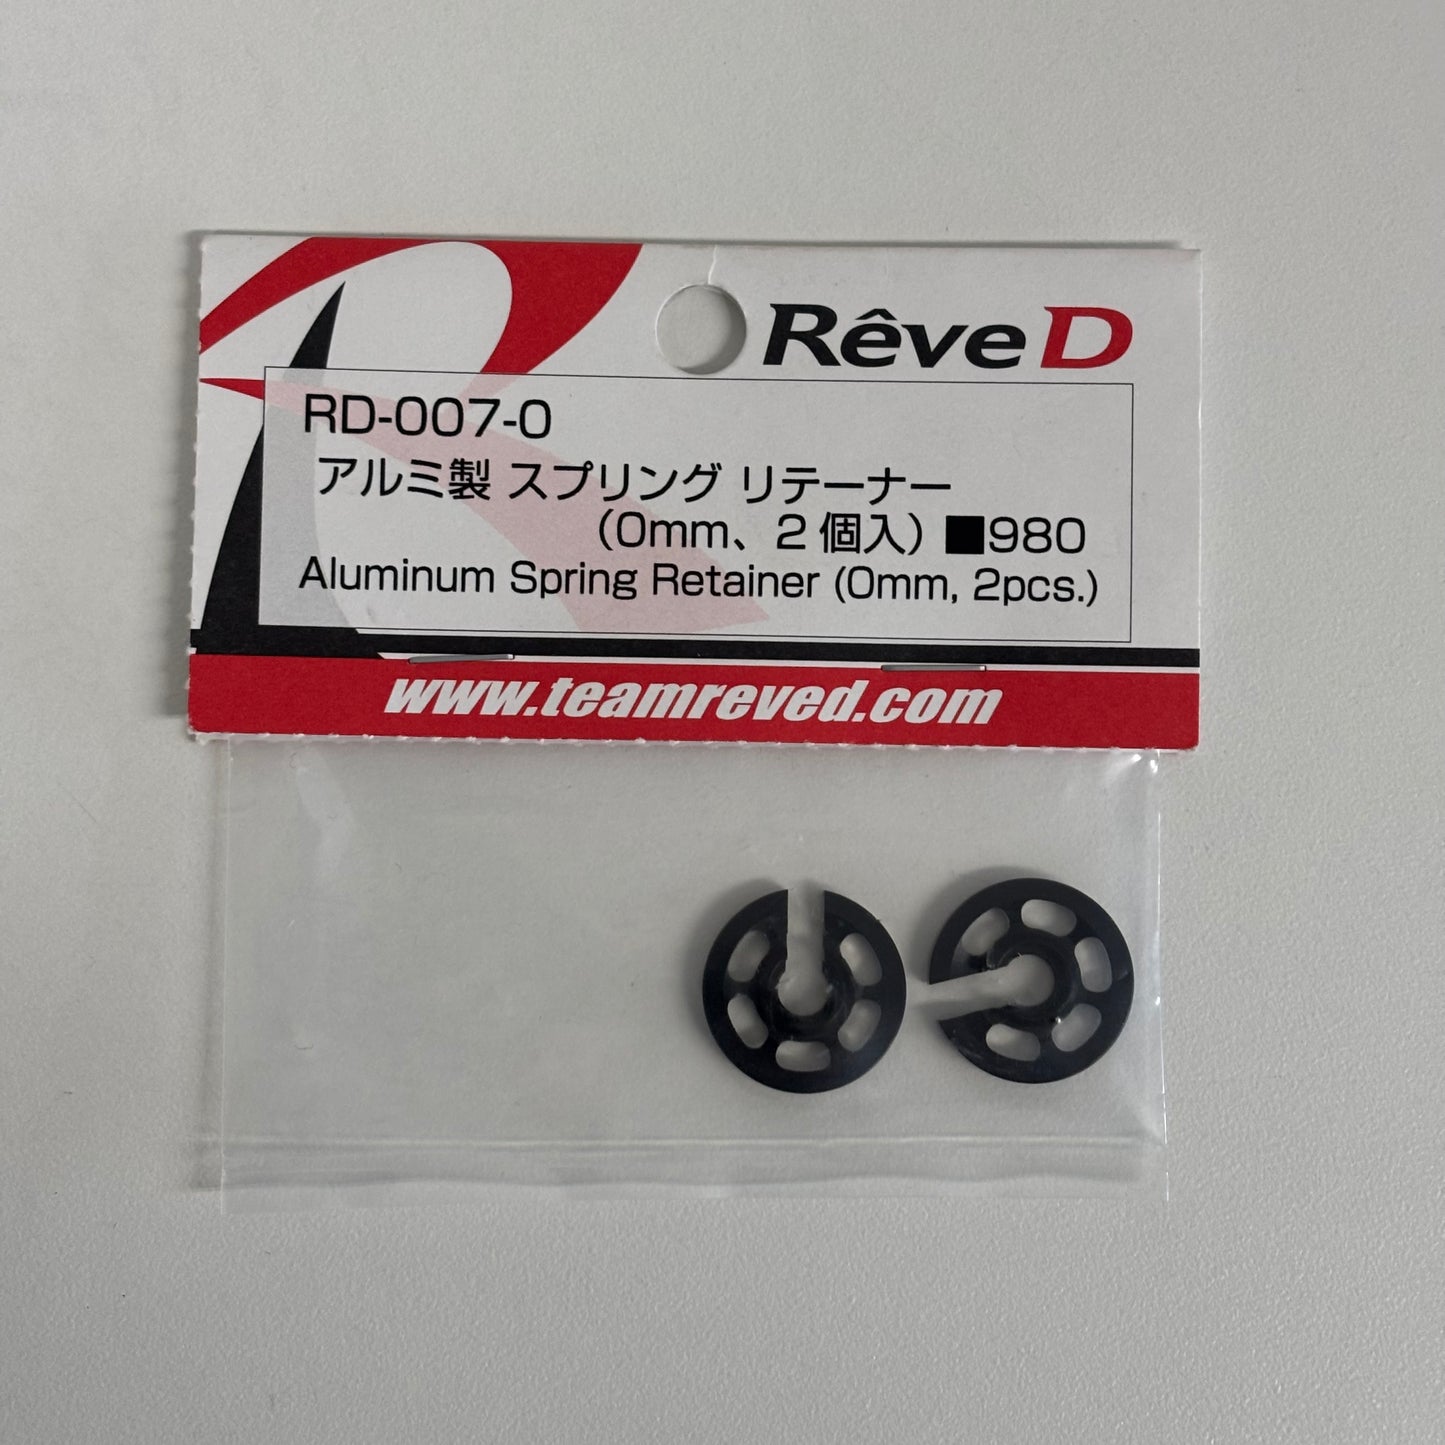 Rêve D
RD-007-0
アルミ製 スプリング リテーナー
（0mm、2個入）■980
Aluminum Spring Retainer (0mm, 2pcs.)
www.teamreved.com